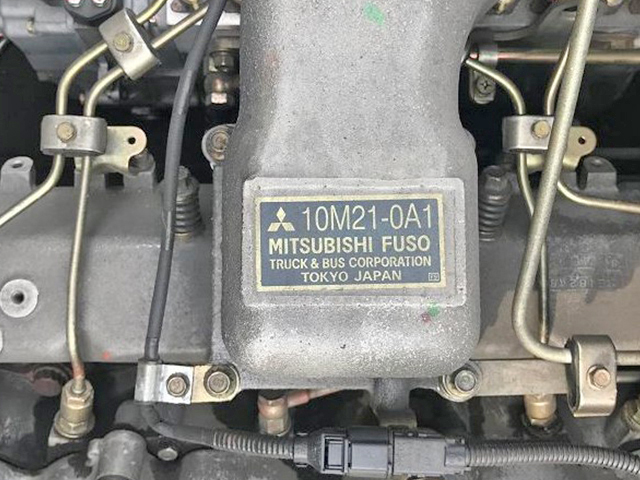 10M21-0A1
MITSUBISHI FUSO
TRUCK & BUS CORPORATION
TOKYO JAPAN